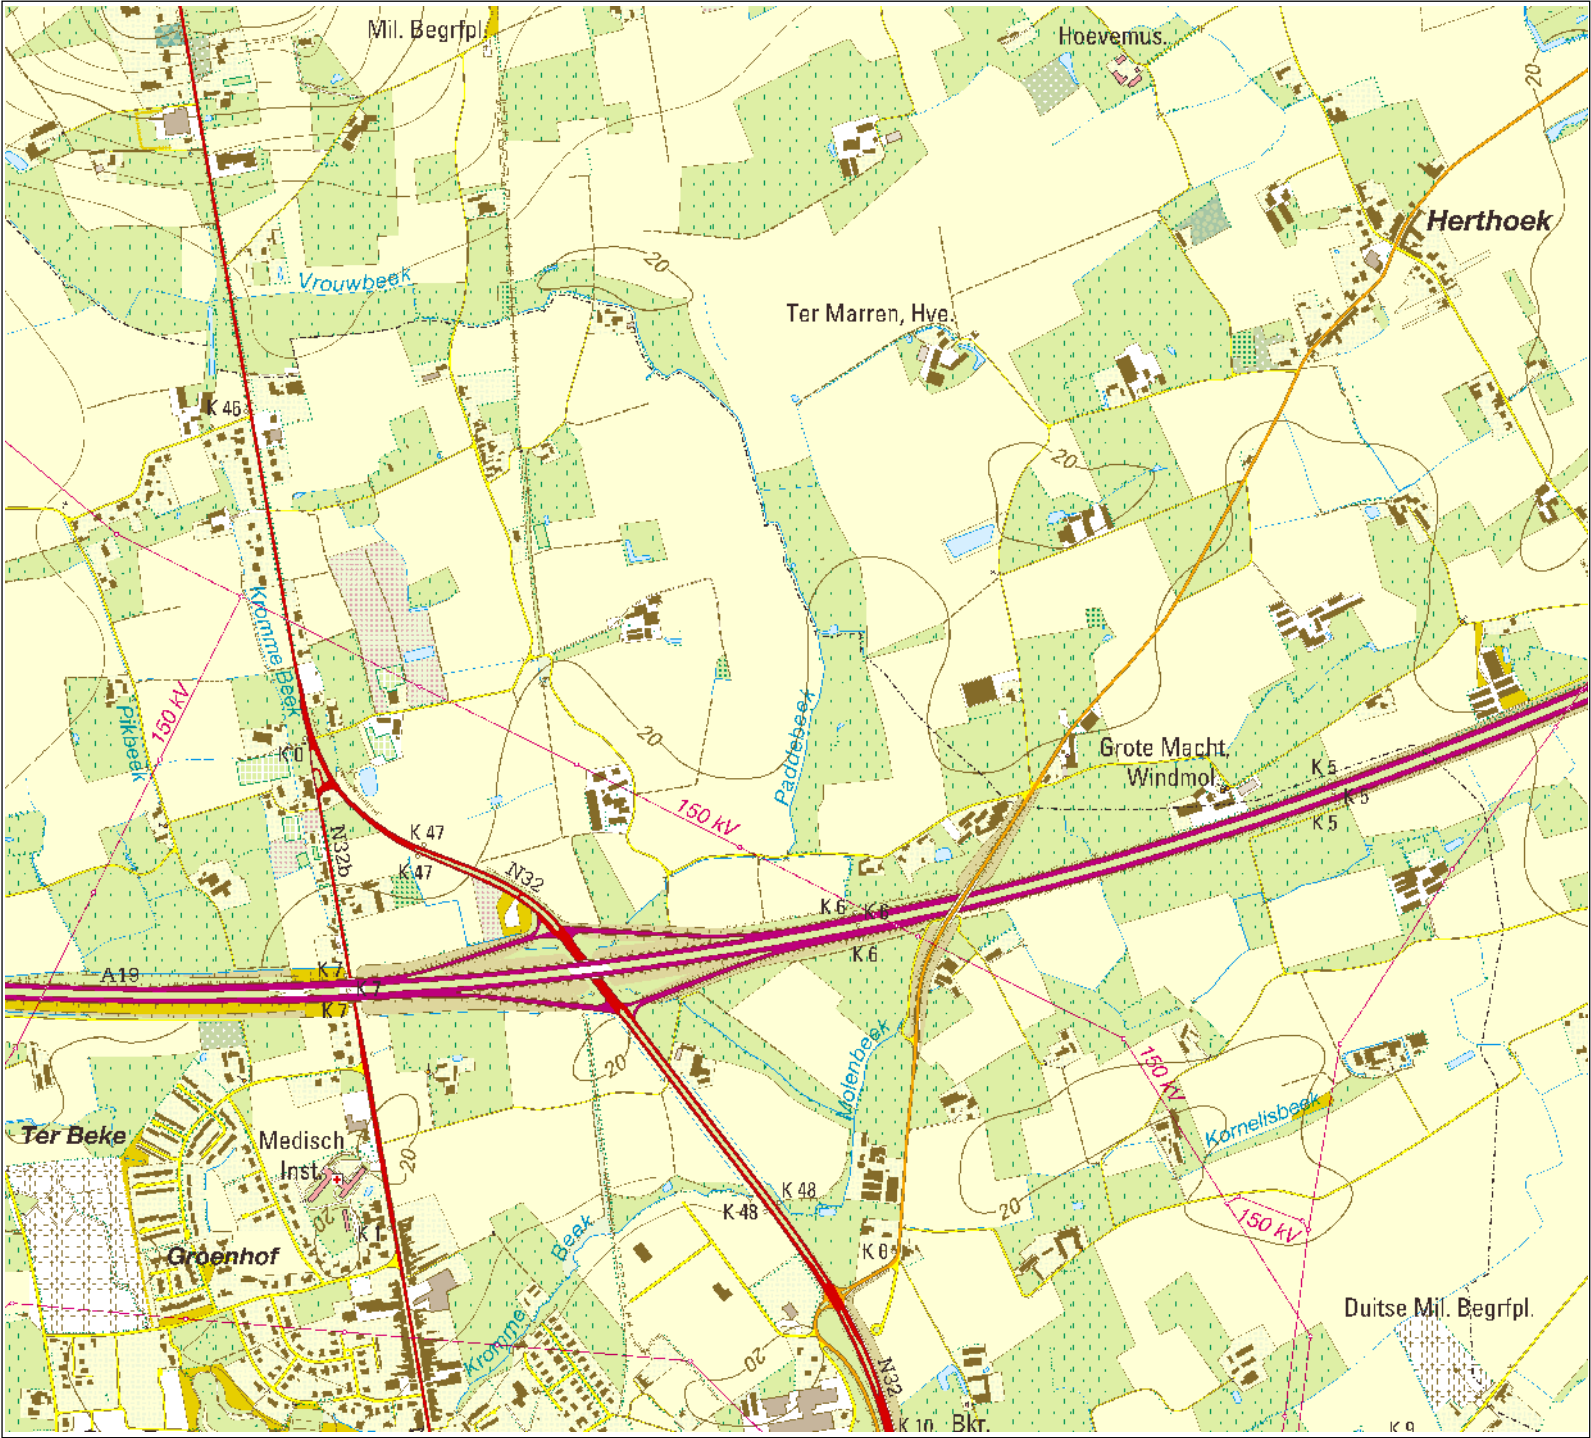 Mil. Begrfpl.
Hoevemus.
20
Herthoek
Vrouwbeek
20
Ter Marren, Hve.
K 46
20
Kromme Beek
150 kV
Pikbeek
20
Paddebeek
K 0
Grote Macht,
Windmol.
K 5
K 5
K 5
150 kV
N32b
K 47
K 47
N32
K 6
K 6
K 6
A19
K 7
K 7
K 7
20
Molenbeek
150 kV
Kornelisbeek
Ter Beke
Medisch
Inst.
20
K 48
K 48
20
20
150 kV
K 1
Groenhof
Beek
K 0
Kromme
Duitse Mil. Begrfpl.
20
N32
K 10
Bkr.
K 9